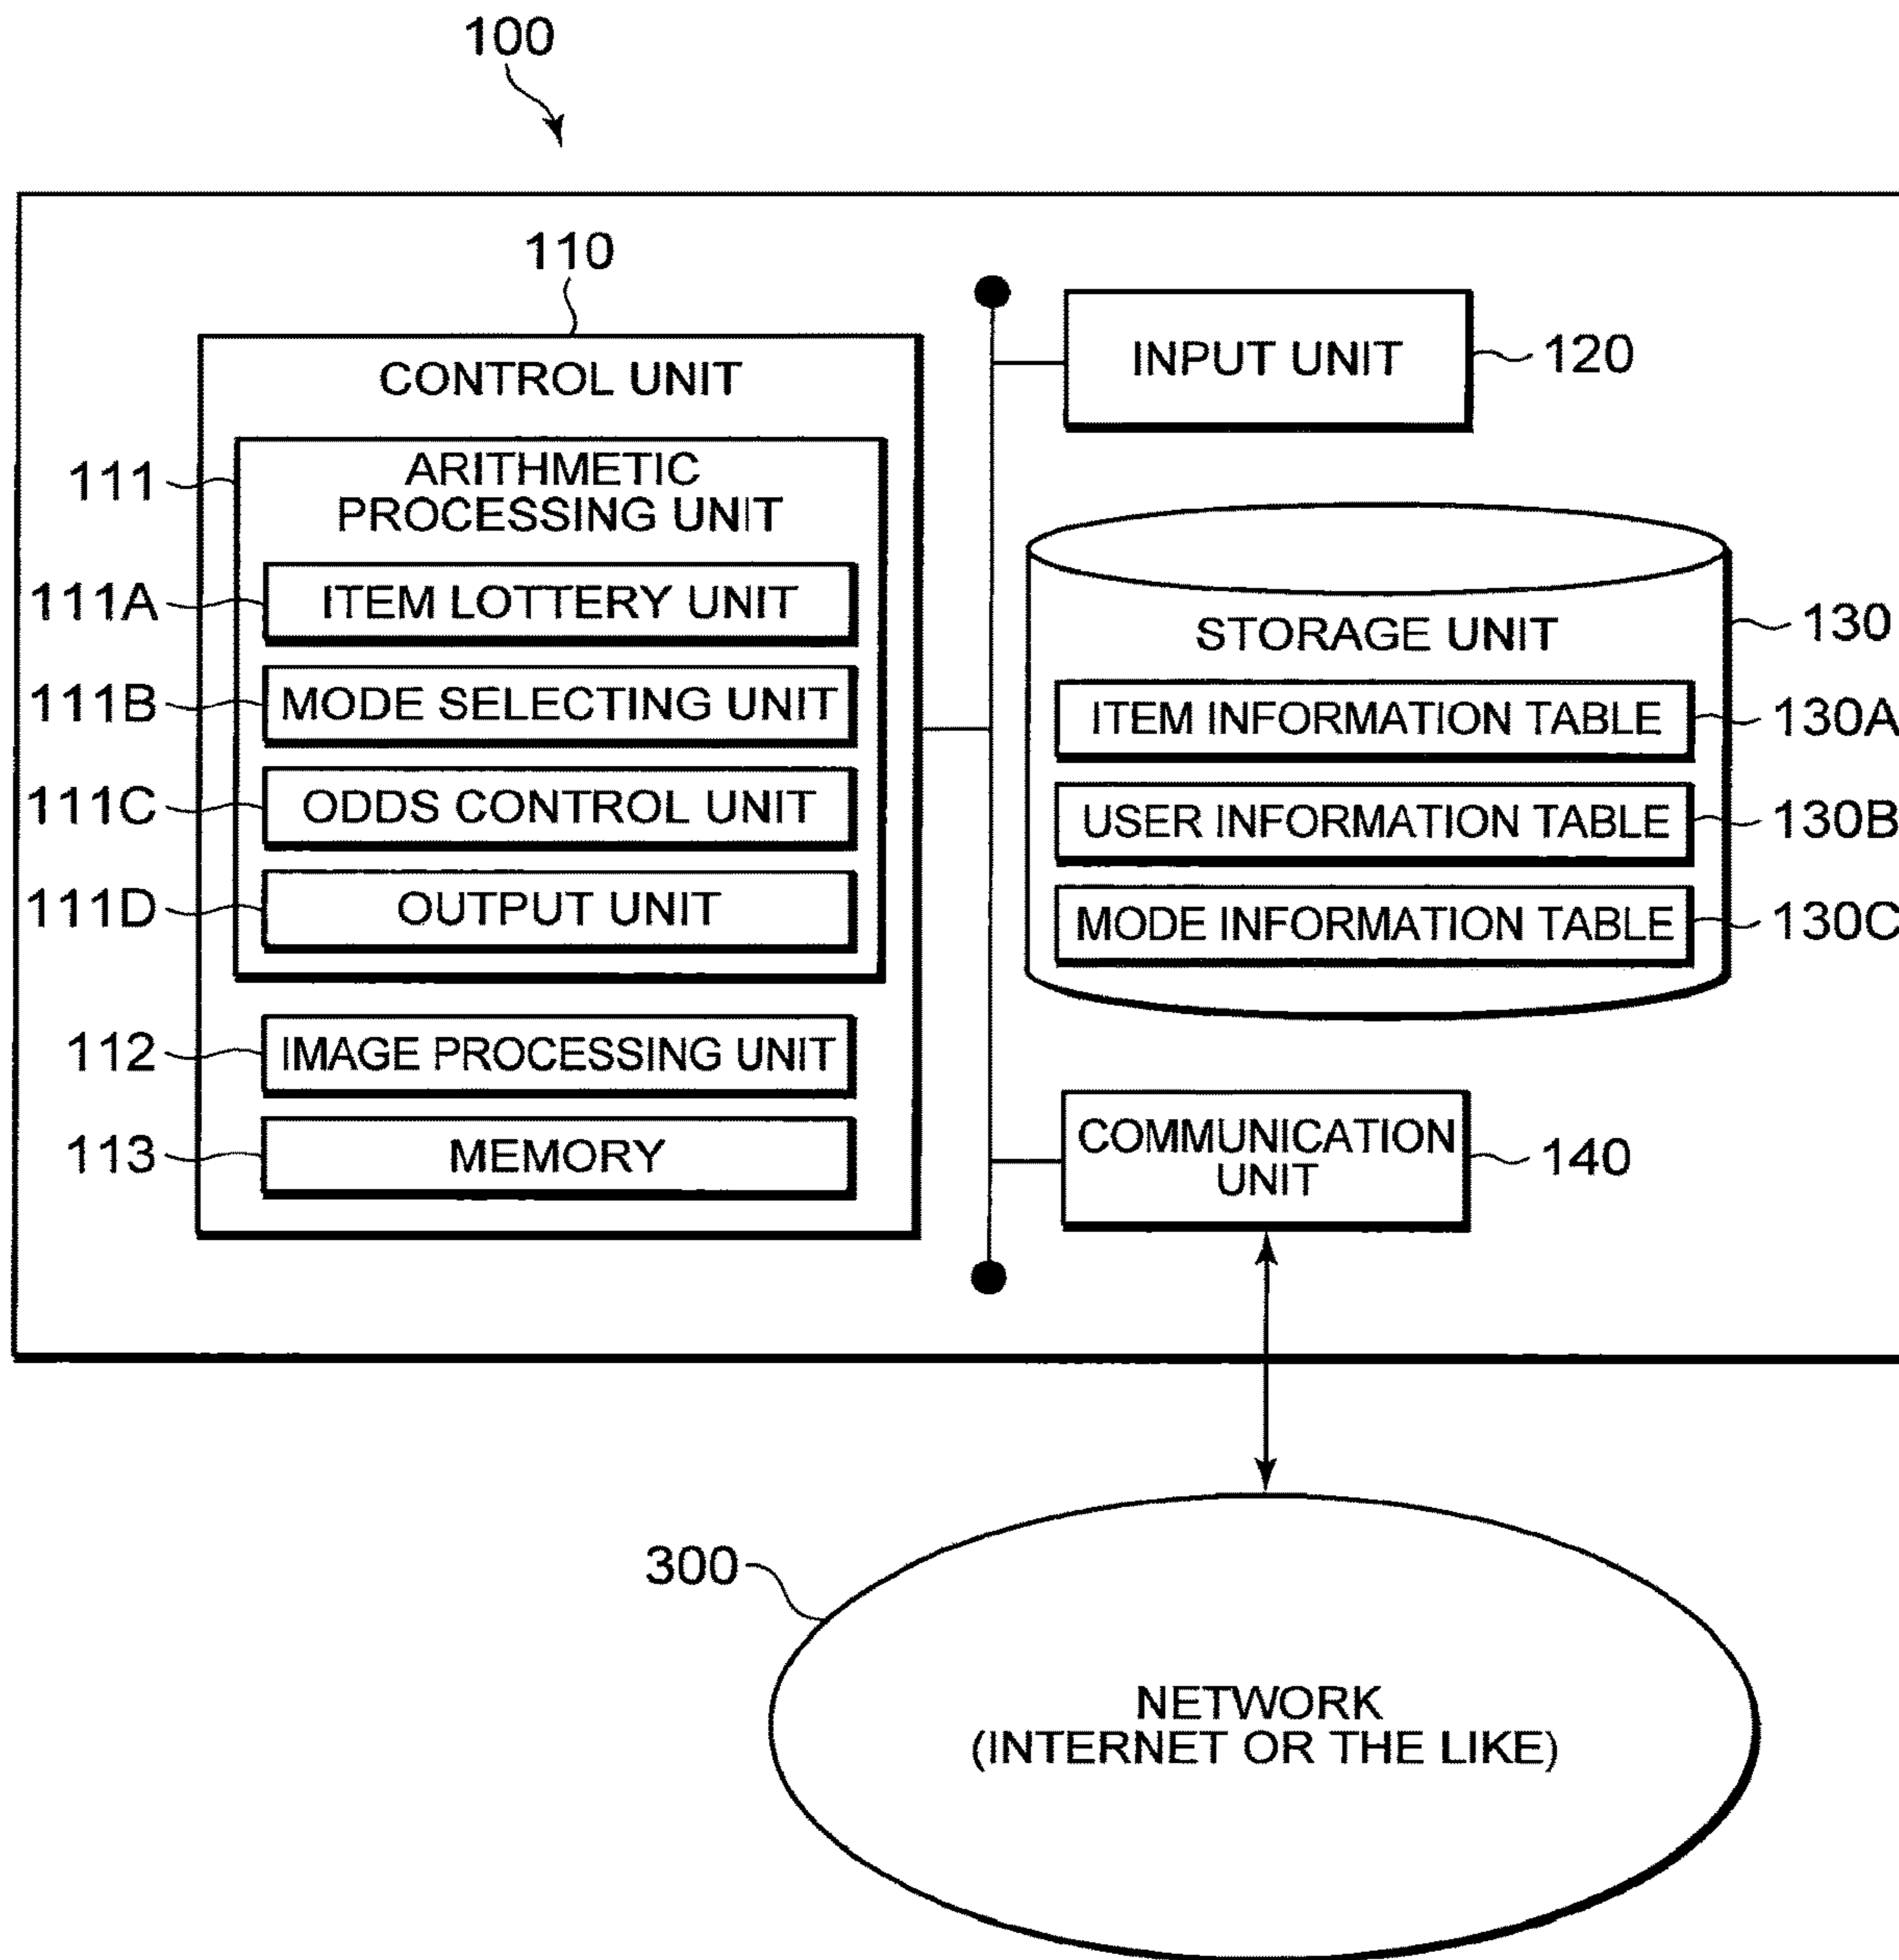 100
110
CONTROL UNIT
111
ARITHMETIC
PROCESSING UNIT
111A
ITEM LOTTERY UNIT
111B
MODE SELECTING UNIT
111C
ODDS CONTROL UNIT
111D
OUTPUT UNIT
112
IMAGE PROCESSING UNIT
113
MEMORY
INPUT UNIT
120
STORAGE UNIT
130
ITEM INFORMATION TABLE
130A
USER INFORMATION TABLE
130B
MODE INFORMATION TABLE
130C
COMMUNICATION
UNIT
140
300
NETWORK
(INTERNET OR THE LIKE)